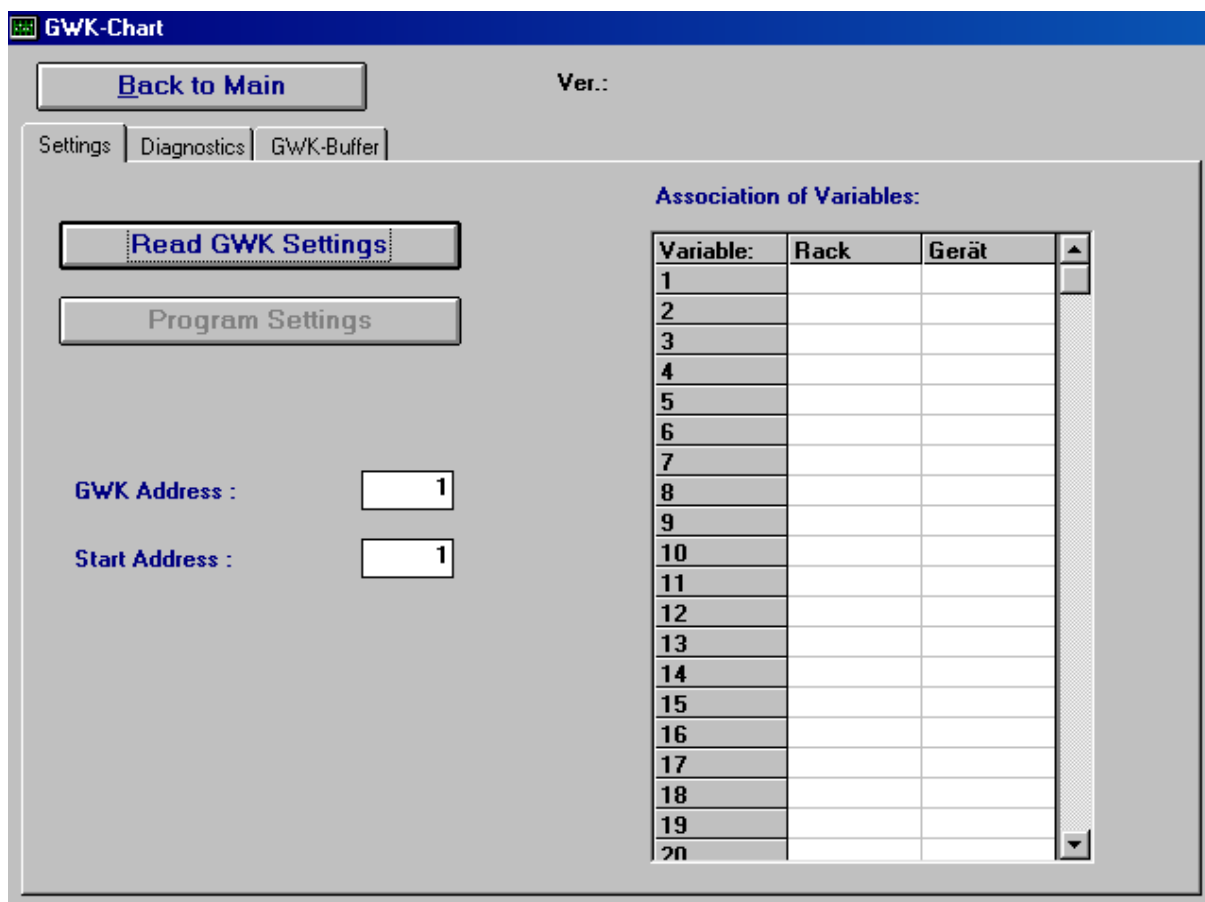 GWK-Chart
Back to Main
Ver.:
Settings Diagnostics GWK-Buffer
Read GWK Settings
Program Settings
GWK Address : 1
Start Address : 1
Association of Variables:
Variable: Rack Gerät
1
2
3
4
5
6
7
8
9
10
11
12
13
14
15
16
17
18
19
20